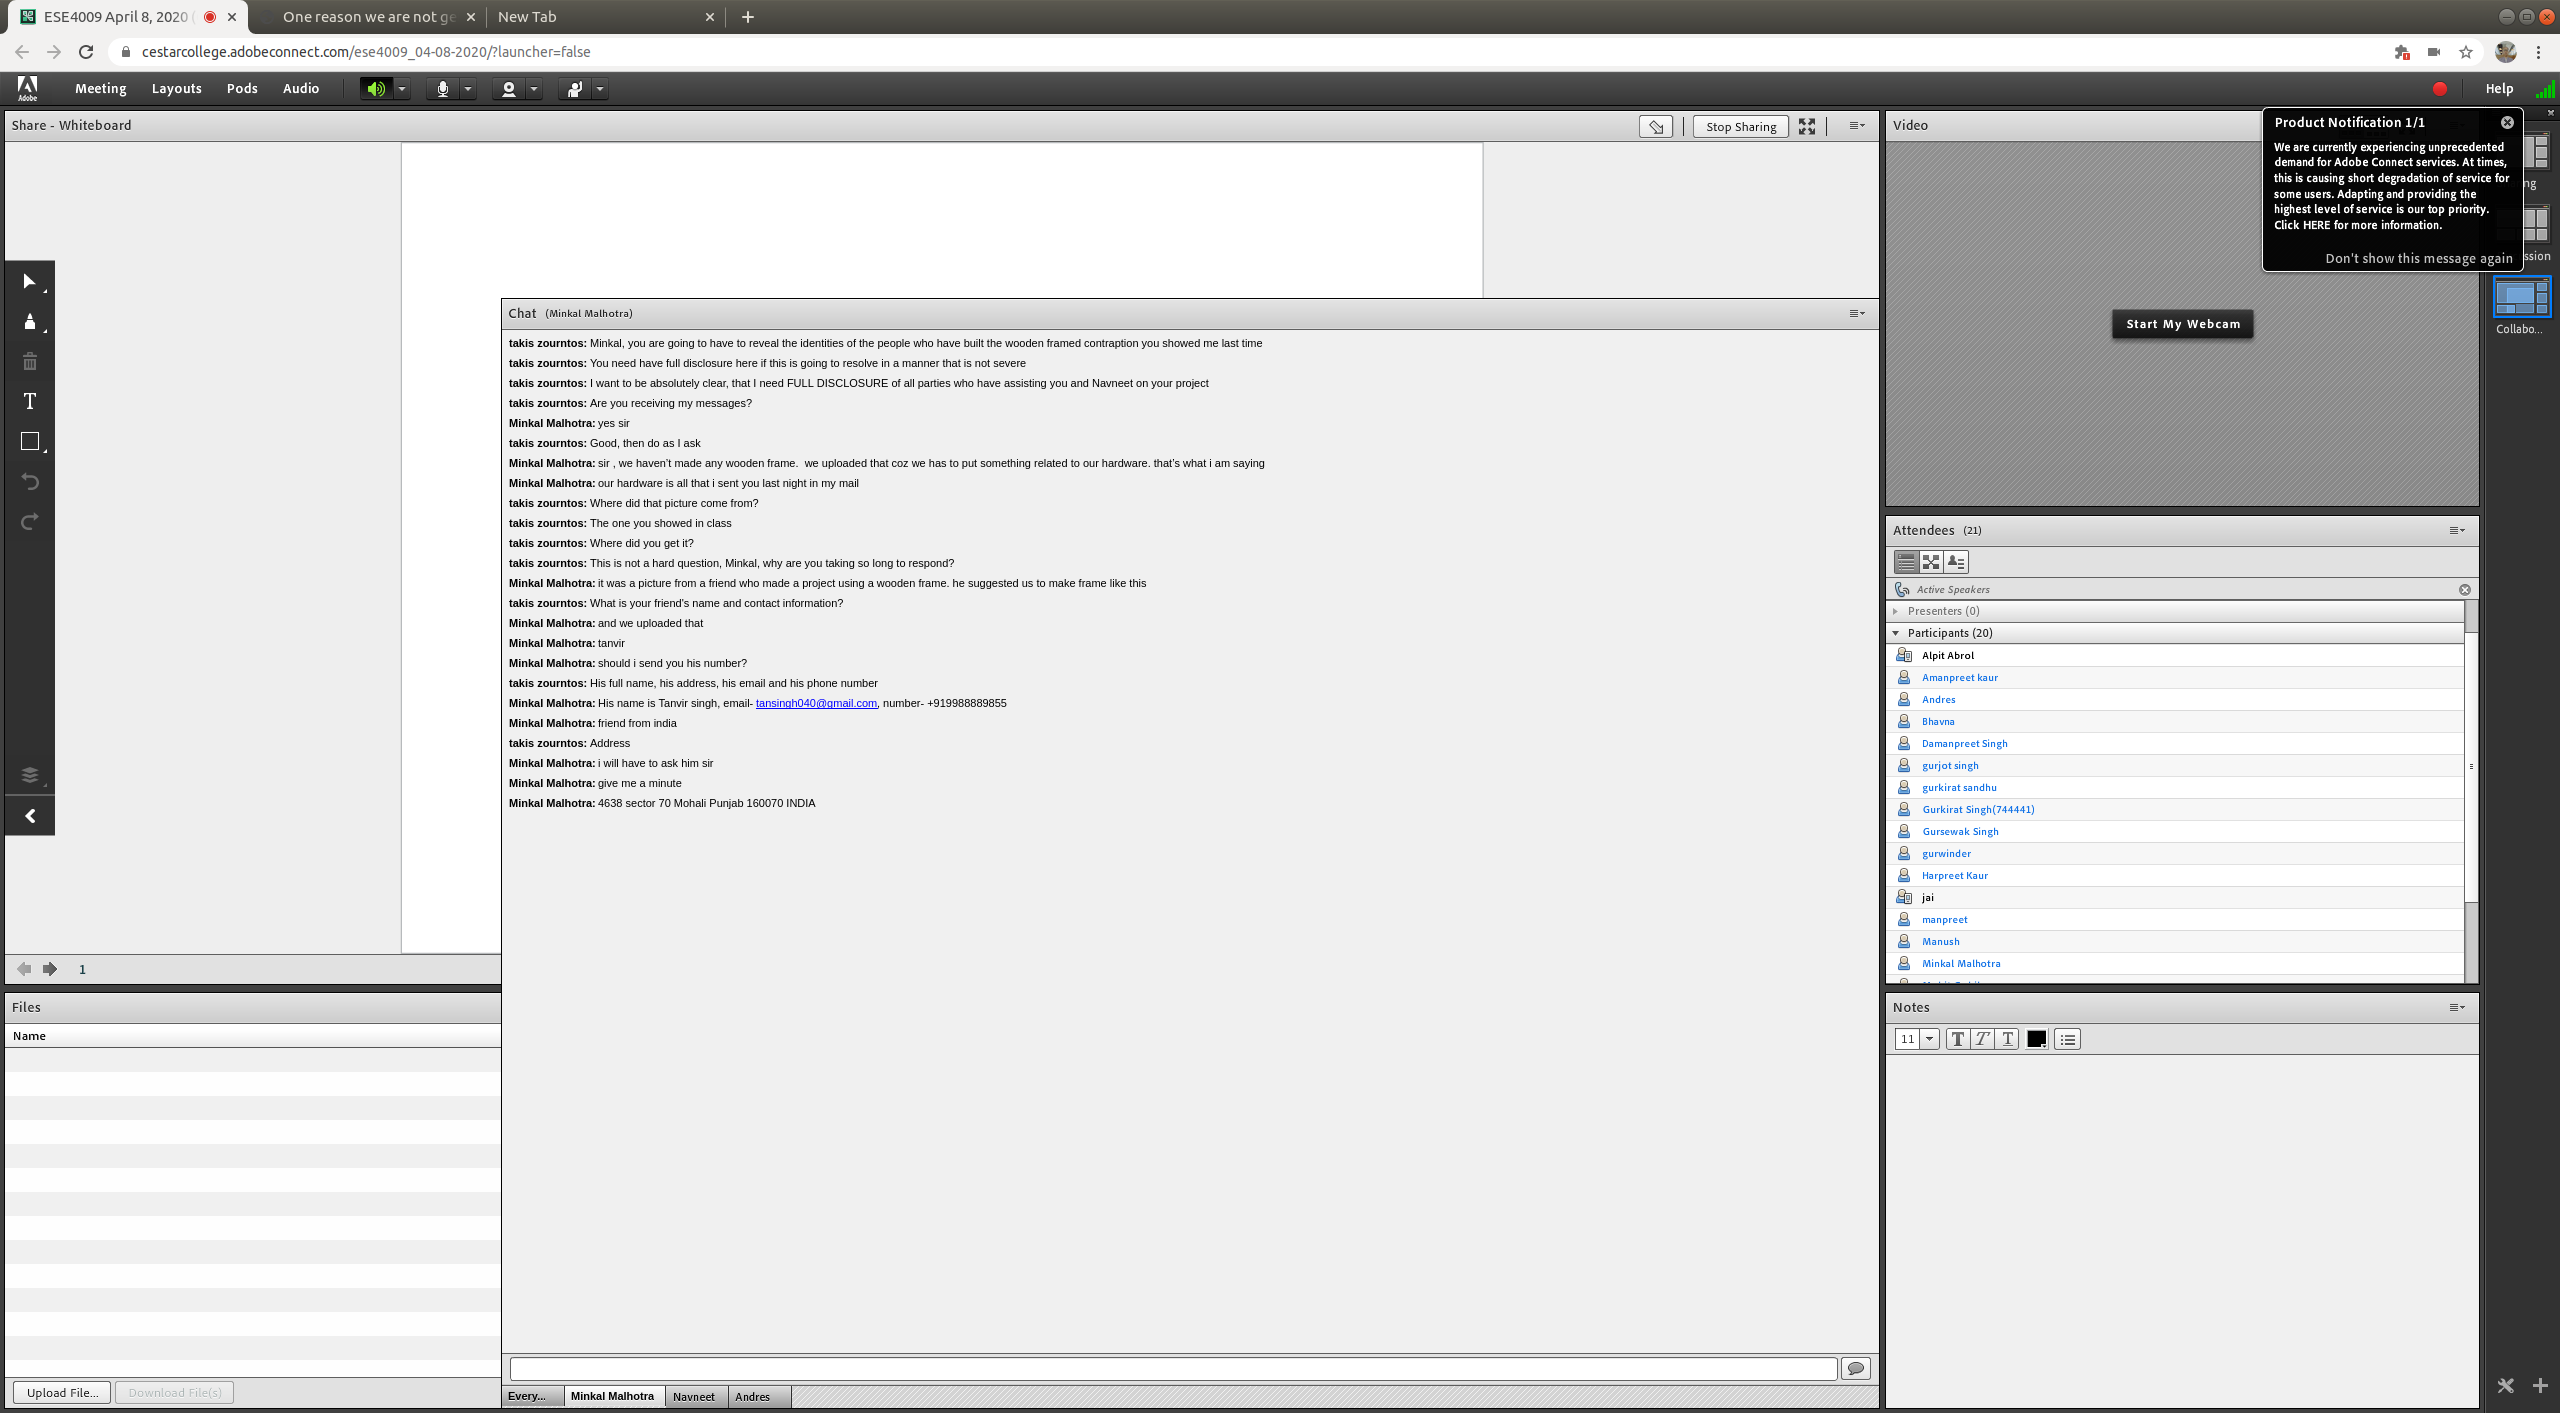 ESE4009 April 8, 2020 (
One reason we are not ge
New Tab
cestarcollege.adobeconnect.com/ese4009_04-08-2020/?launcher=false
Adobe
Meeting
Layouts
Pods
Audio
Help
Share - Whiteboard
Stop Sharing
Chat (Minkal Malhotra)
takis zourntos: Minkal, you are going to have to reveal the identities of the people who have built the wooden framed contraption you showed me last time
takis zourntos: You need have full disclosure here if this is going to resolve in a manner that is not severe
takis zourntos: I want to be absolutely clear, that I need FULL DISCLOSURE of all parties who have assisting you and Navneet on your project
takis zourntos: Are you receiving my messages?
Minkal Malhotra: yes sir
takis zourntos: Good, then do as I ask
Minkal Malhotra: sir , we haven't made any wooden frame.  we uploaded that coz we has to put something related to our hardware. that's what i am saying
Minkal Malhotra: our hardware is all that i sent you last night in my mail
takis zourntos: Where did that picture come from?
takis zourntos: The one you showed in class
takis zourntos: Where did you get it?
takis zourntos: This is not a hard question, Minkal, why are you taking so long to respond?
Minkal Malhotra: it was a picture from a friend who made a project using a wooden frame. he suggested us to make frame like this
takis zourntos: What is your friend's name and contact information?
Minkal Malhotra: and we uploaded that
Minkal Malhotra: tanvir
Minkal Malhotra: should i send you his number?
takis zourntos: His full name, his address, his email and his phone number
Minkal Malhotra: His name is Tanvir singh, email- tansingh040@gmail.com, number- +919988889855
Minkal Malhotra: friend from india
takis zourntos: Address
Minkal Malhotra: i will have to ask him sir
Minkal Malhotra: give me a minute
Minkal Malhotra: 4638 sector 70 Mohali Punjab 160070 INDIA
Every...
Minkal Malhotra
Navneet
Andres
T
1
Files
Name
Upload File...
Download File(s)
Video
Start My Webcam
Product Notification 1/1
We are currently experiencing unprecedented
demand for Adobe Connect services. At times,
this is causing short degradation of service for
some users. Adapting and providing the
highest level of service is our top priority.
Click HERE for more information.
Don't show this message again
ng
ssion
Collabo...
Attendees (21)
Active Speakers
Presenters (0)
Participants (20)
Alpit Abrol
Amanpreet kaur
Andres
Bhavna
Damanpreet Singh
gurjot singh
gurkirat sandhu
Gurkirat Singh(744441)
Gursewak Singh
gurwinder
Harpreet Kaur
jai
manpreet
Manush
Minkal Malhotra
Notes
11
T T T